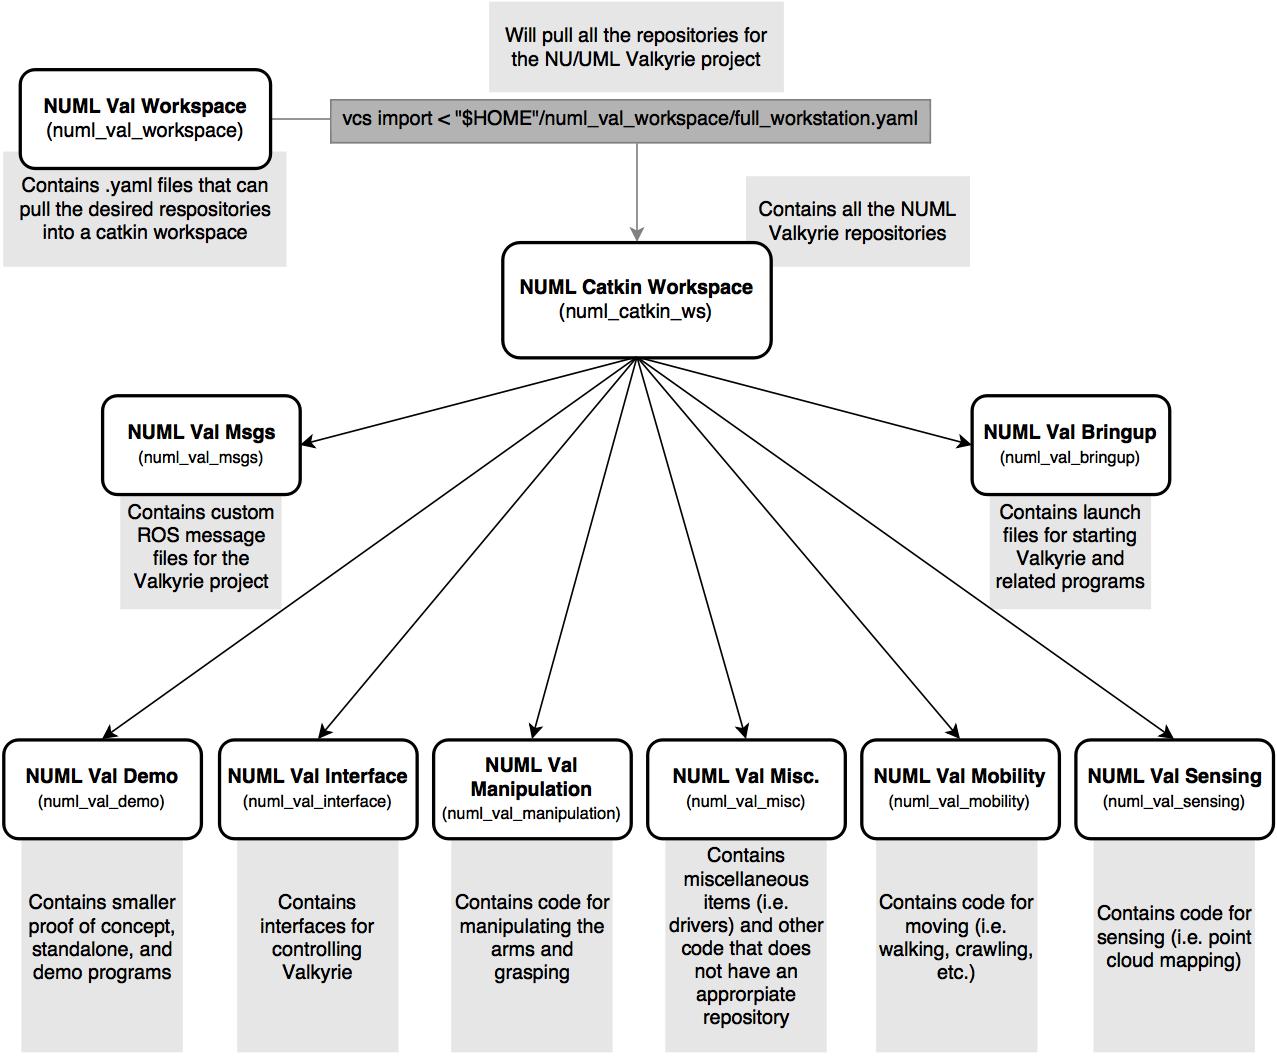 Will pull all the repositories for
the NU/UML Valkyrie project
NUML Val Workspace
(numl_val_workspace)
vcs import < "$HOME"/numl_val_workspace/full_workstation.yaml
Contains .yaml files that can
pull the desired respositories
into a catkin workspace
Contains all the NUML
Valkyrie repositories
NUML Catkin Workspace
(numl_catkin_ws)
NUML Val Msgs
(numl_val_msgs)
Contains custom
ROS message
files for the
Valkyrie project
NUML Val Bringup
(numl_val_bringup)
Contains launch
files for starting
Valkyrie and
related programs
NUML Val Demo
(numl_val_demo)
Contains smaller
proof of concept,
standalone, and
demo programs
NUML Val Interface
(numl_val_interface)
Contains
interfaces for
controlling
Valkyrie
NUML Val
Manipulation
(numl_val_manipulation)
Contains code for
manipulating the
arms and
grasping
NUML Val Misc.
(numl_val_misc)
Contains
miscellaneous
items (i.e.
drivers) and other
code that does
not have an
approrpiate
repository
NUML Val Mobility
(numl_val_mobility)
Contains code for
moving (i.e.
walking, crawling,
etc.)
NUML Val Sensing
(numl_val_sensing)
Contains code for
sensing (i.e. point
cloud mapping)